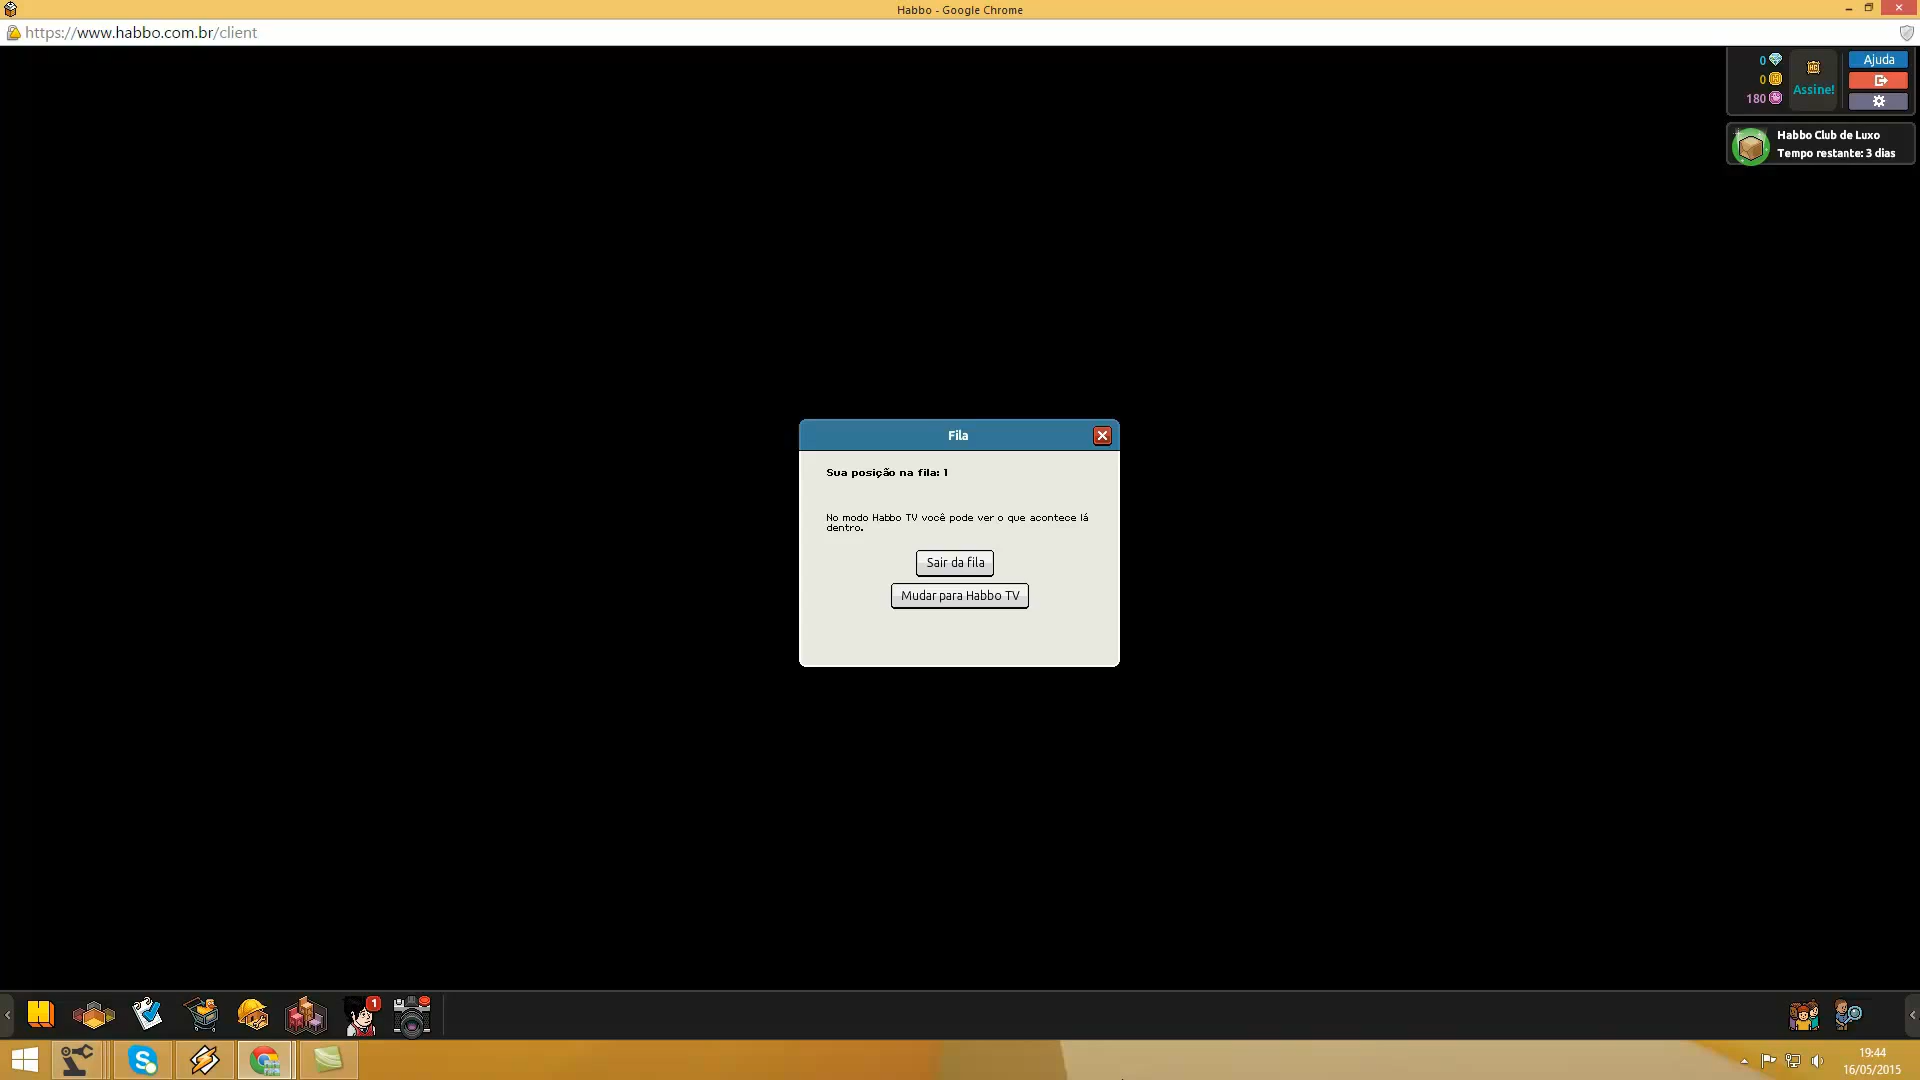 Habbo - Google Chrome
https://www.habbo.com.br/client
0
0
180
HC
Assine!
Ajuda
Habbo Club de Luxo
Tempo restante: 3 dias
Fila
Sua posição na fila: 1
No modo Habbo TV você pode ver o que acontece lá
dentro.
Sair da fila
Mudar para Habbo TV
1
19:44
16/05/2015